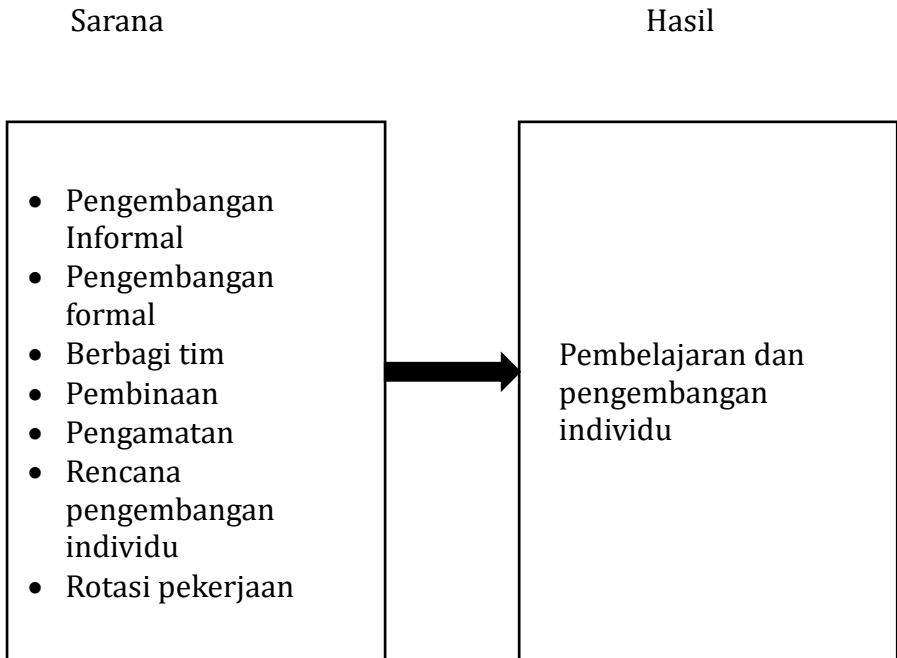 Sarana
Hasil
• Pengembangan
Informal
• Pengembangan
formal
• Berbagi tim
• Pembinaan
• Pengamatan
• Rencana
pengembangan
individu
• Rotasi pekerjaan
Pembelajaran dan
pengembangan
individu